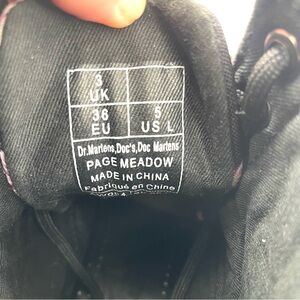 3
UK
36 5
EU US L
Dr.Martens,Doc's,Doc Martens
PAGE MEADOW
MADE IN CHINA
Fabriqué en Chine